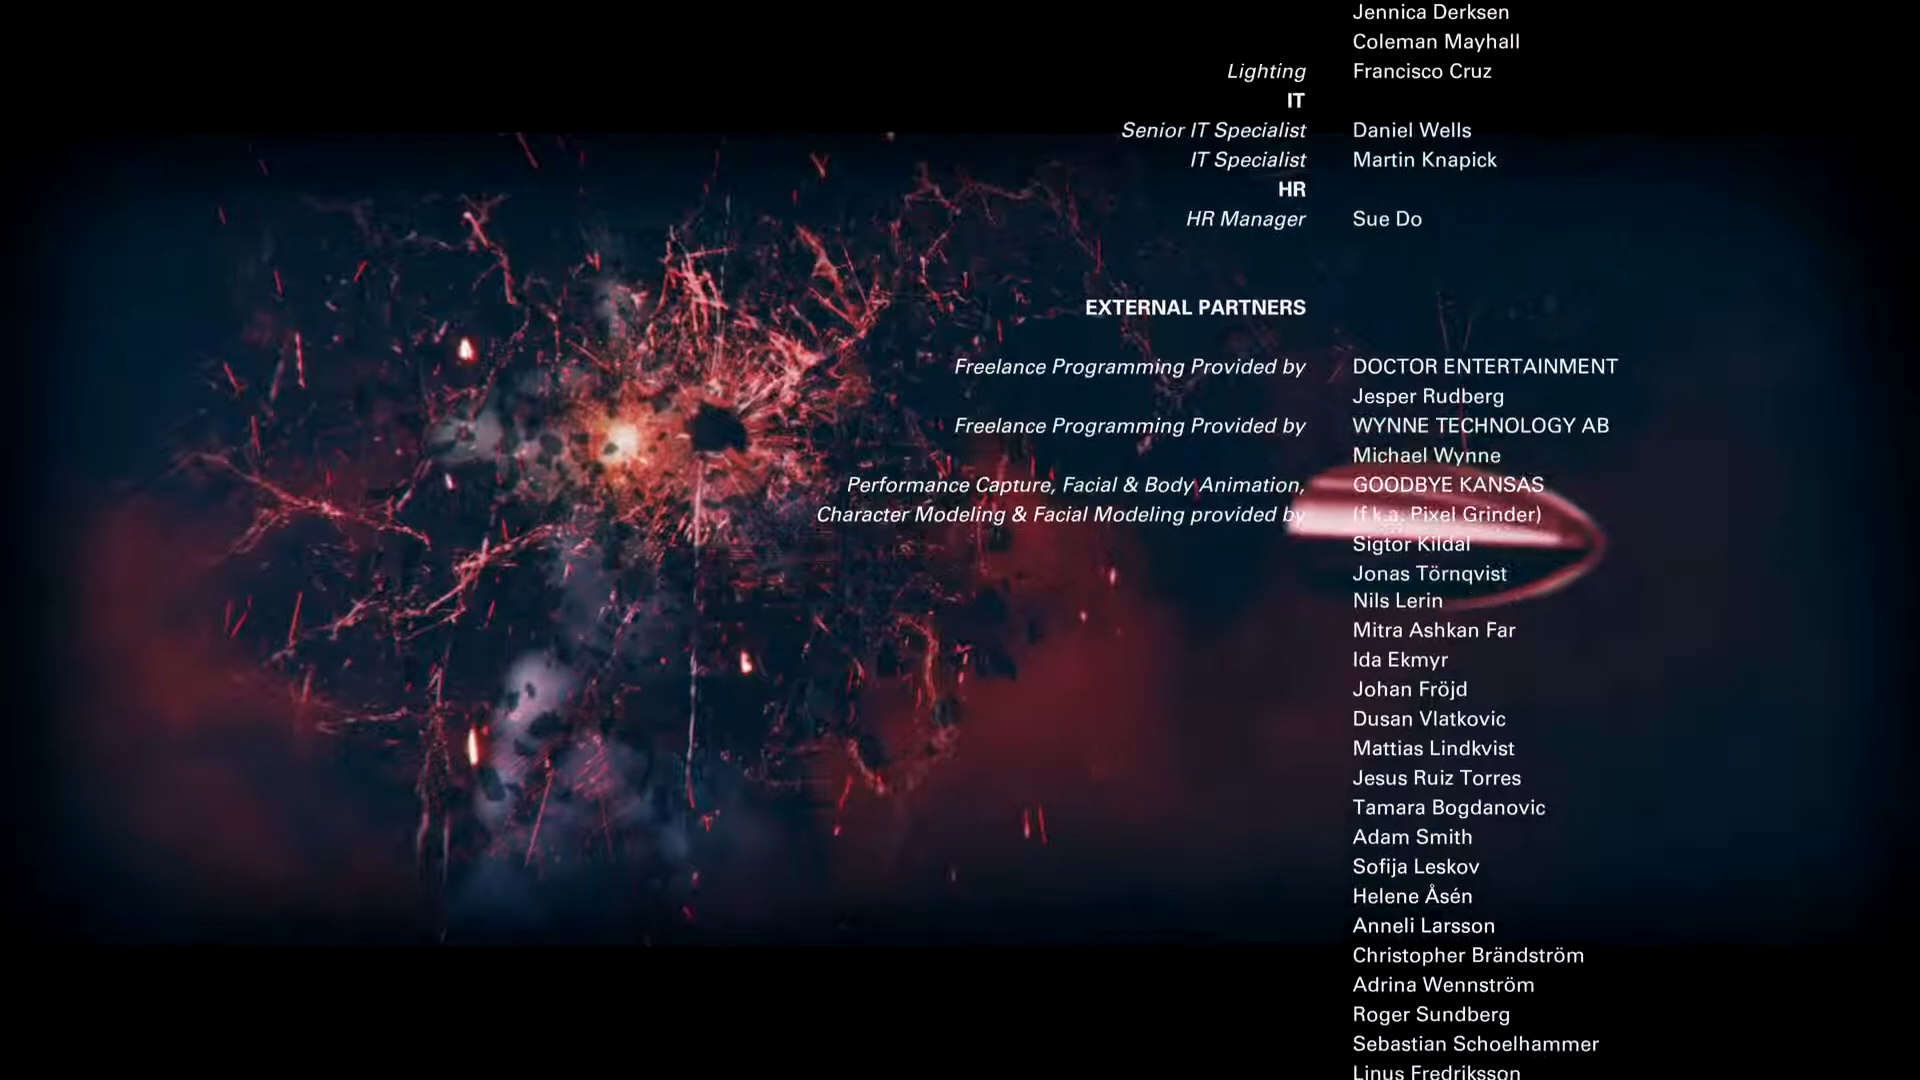 Jennica Derksen
Coleman Mayhall
Lighting Francisco Cruz
IT
Senior IT Specialist Daniel Wells
IT Specialist Martin Knapick
HR
HR Manager Sue Do
EXTERNAL PARTNERS
Freelance Programming Provided by DOCTOR ENTERTAINMENT
Jesper Rudberg
Freelance Programming Provided by WYNNE TECHNOLOGY AB
Michael Wynne
Performance Capture, Facial & Body Animation, GOODBYE KANSAS
Character Modeling & Facial Modeling provided by (f.k.a. Pixel Grinder)
Sigtor Kildal
Jonas Törnqvist
Nils Lerin
Mitra Ashkan Far
Ida Ekmyr
Johan Fröjd
Dusan Vlatkovic
Mattias Lindkvist
Jesus Ruiz Torres
Tamara Bogdanovic
Adam Smith
Sofija Leskov
Helene Åsén
Anneli Larsson
Christopher Brändström
Adrina Wennström
Roger Sundberg
Sebastian Schoelhammer
Linus Fredriksson